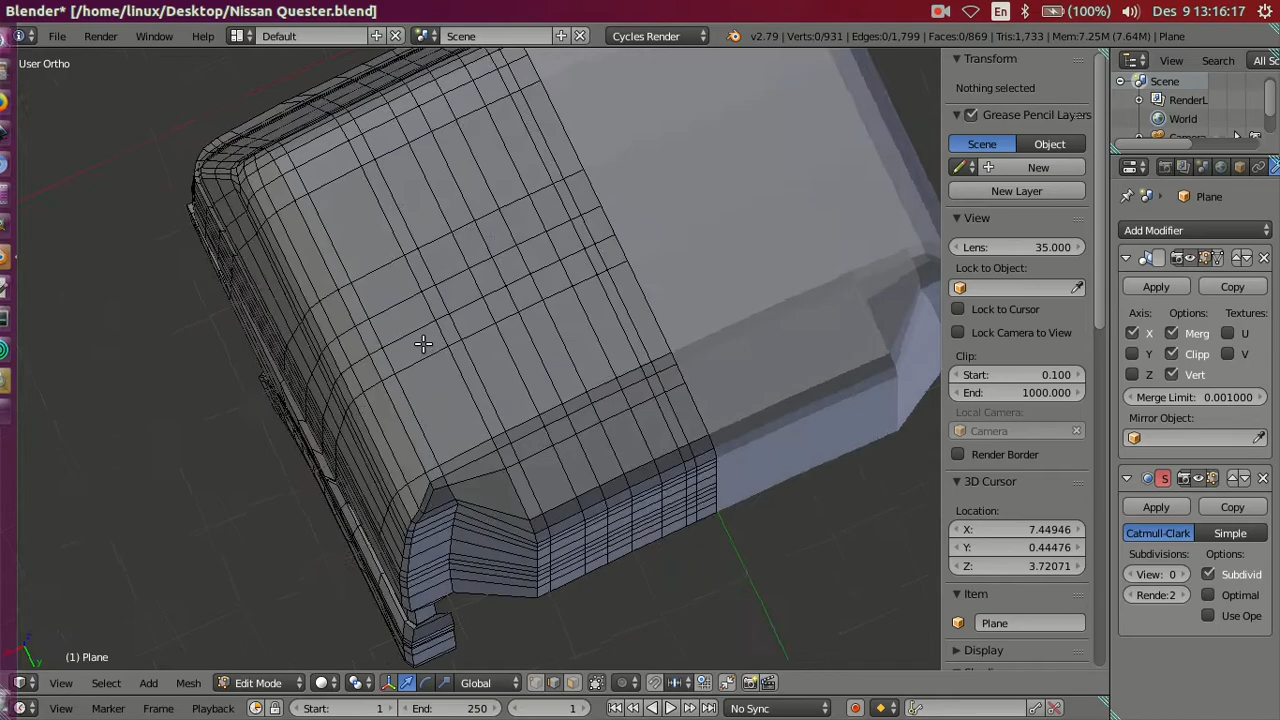 Blender* [/home/linux/Desktop/Nissan Quester.blend]
En
(100%)
Des 9 13:16:17
File
Render
Window
Help
Default
Scene
Cycles Render
v2.79 | Verts:0/931 | Edges:0/1,799 | Faces:0/869 | Tris:1,733 | Mem:7.25M (7.64M) | Plane
User Ortho
(1) Plane
Transform
Nothing selected
Grease Pencil Layers
Scene
Object
New
New Layer
View
Lens: 35.000
Lock to Object:
Lock to Cursor
Lock Camera to View
Clip:
Start: 0.100
End: 1000.000
Local Camera:
Camera
Render Border
3D Cursor
Location:
X: 7.44946
Y: 0.44476
Z: 3.72071
Item
Plane
Display
View
Search
All Sc
Scene
RenderL
World
Plane
Add Modifier
Apply
Copy
Axis:
Options:
Textures:
X
Merg
U
Y
Clipp
V
Z
Vert
Merge Limit: 0.001000
Mirror Object:
S
Apply
Copy
Catmull-Clark
Simple
Subdivisions:
Options:
View: 0
Subdivid
Rende:2
Optimal
Use Ope
View
Select
Add
Mesh
Edit Mode
Global
View
Marker
Frame
Playback
Start: 1
End: 250
1
No Sync